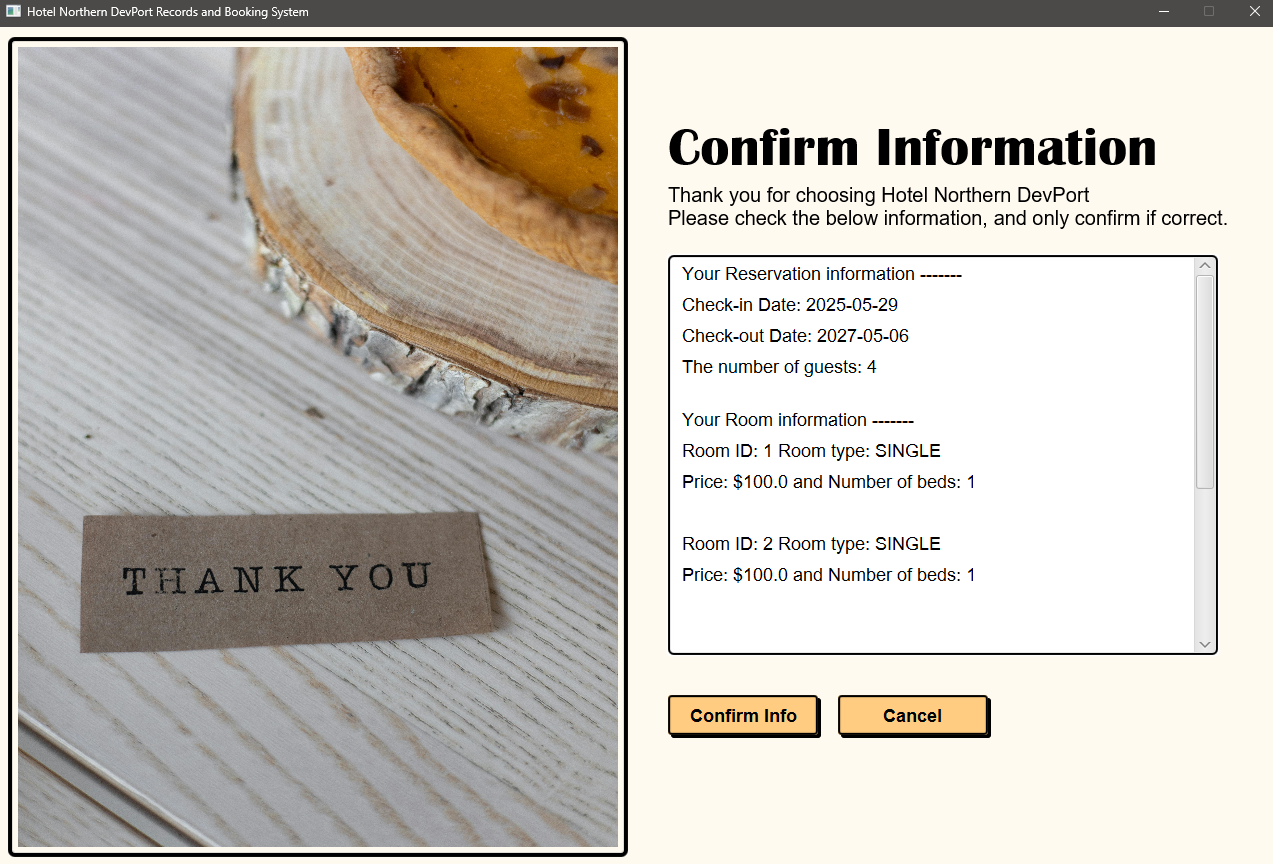 Hotel Northern DevPort Records and Booking System
THANK YOU
Confirm Information
Thank you for choosing Hotel Northern DevPort
Please check the below information, and only confirm if correct.
Your Reservation information -------
Check-in Date: 2025-05-29
Check-out Date: 2027-05-06
The number of guests: 4
Your Room information -------
Room ID: 1 Room type: SINGLE
Price: $100.0 and Number of beds: 1
Room ID: 2 Room type: SINGLE
Price: $100.0 and Number of beds: 1
Confirm Info
Cancel